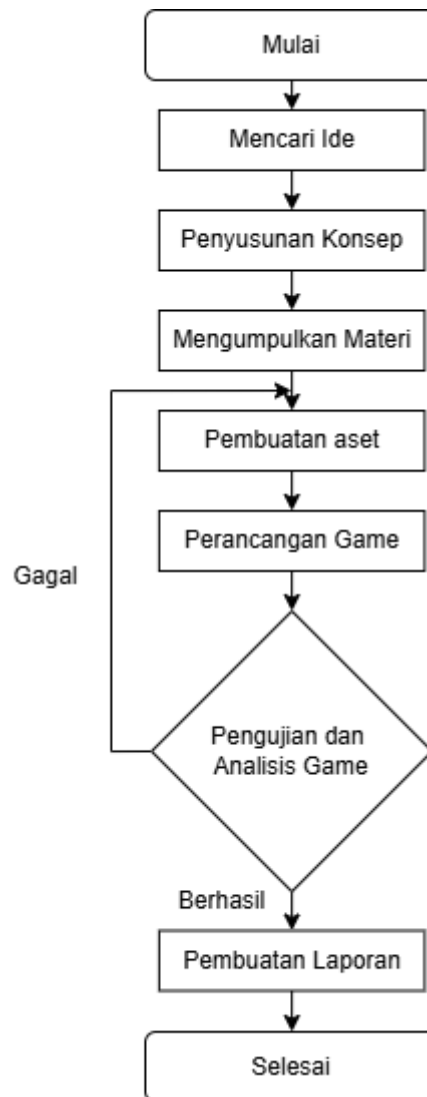 Mulai
Mencari Ide
Penyusunan Konsep
Mengumpulkan Materi
Pembuatan aset
Perancangan Game
Gagal
Pengujian dan
Analisis Game
Berhasil
Pembuatan Laporan
Selesai